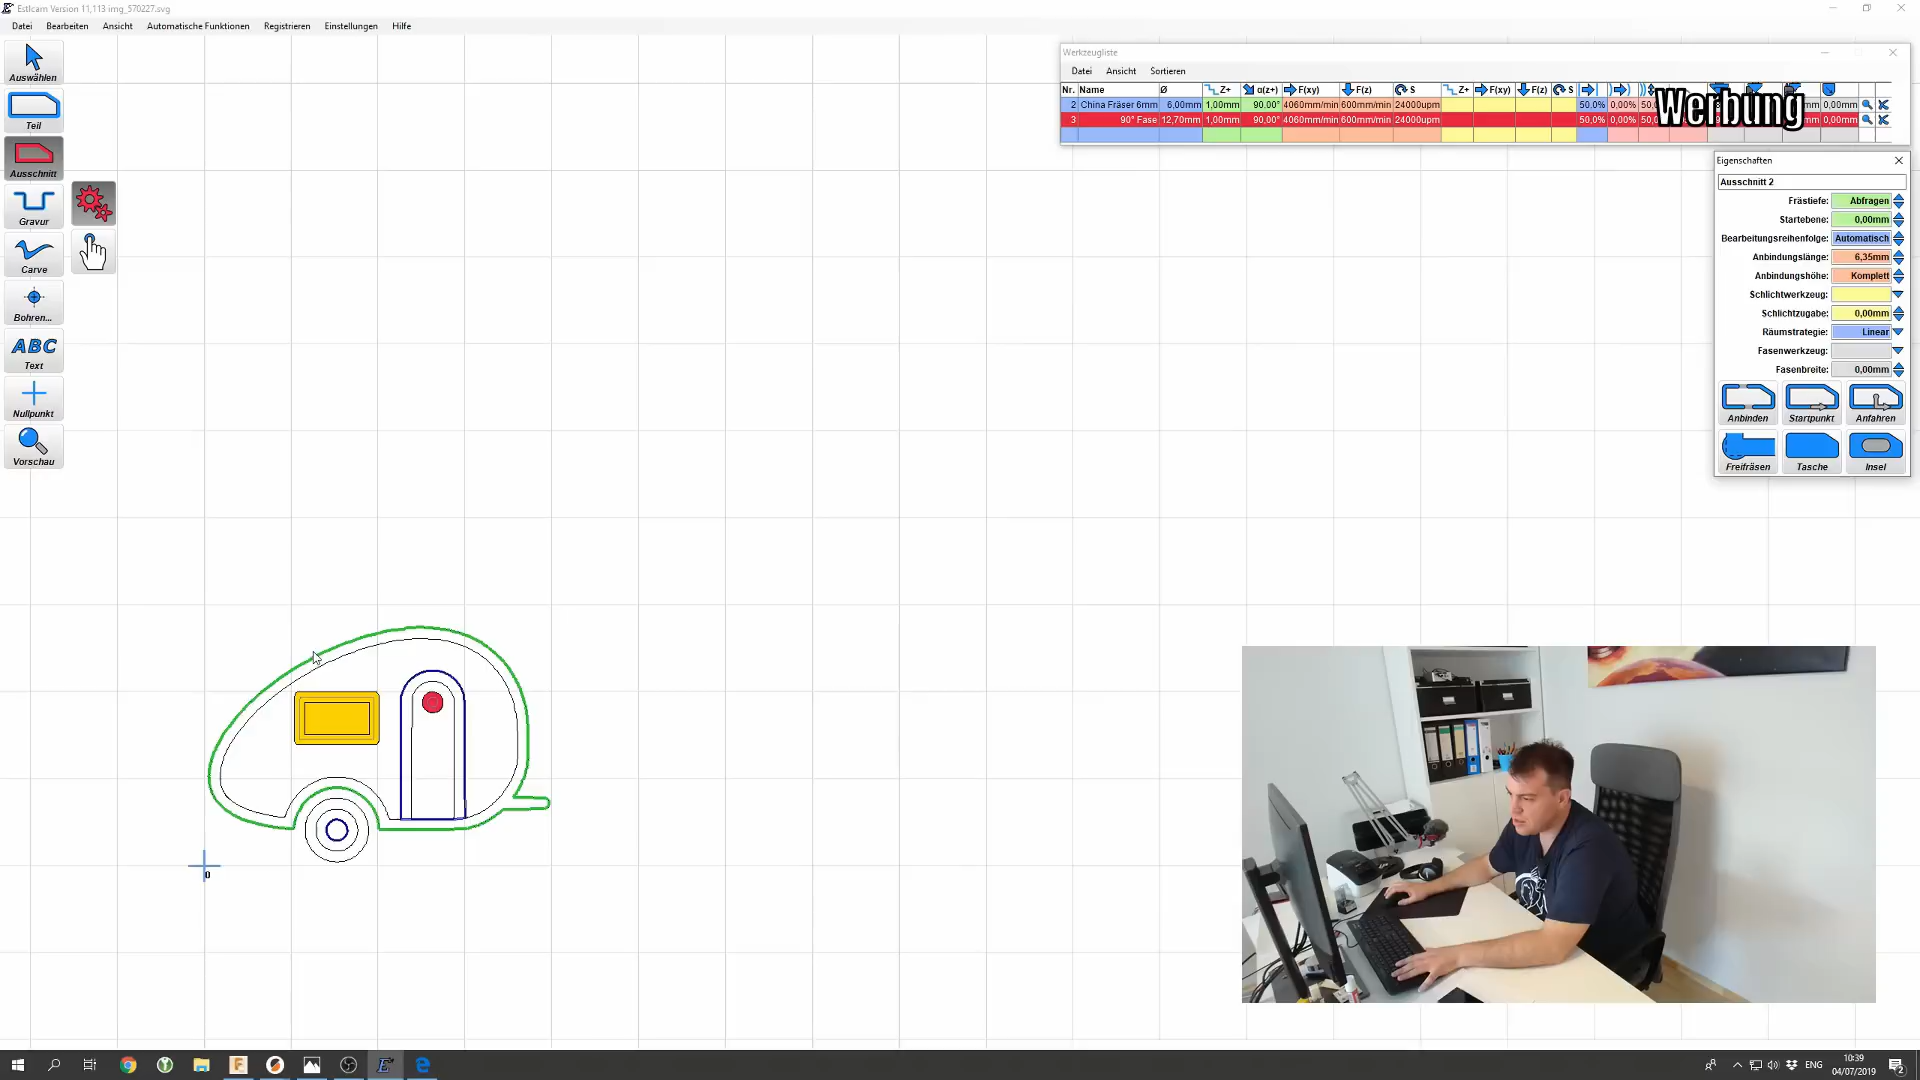 Estlcam Version 11,113 img_570227.svg
Datei Bearbeiten Ansicht Automatische Funktionen Registrieren Einstellungen Hilfe
Auswählen
Teil
Ausschnitt
Gravur
Carve
Bohren...
ABC
Text
Nullpunkt
Vorschau
0
Werkzeugliste
Datei Ansicht Sortieren
Nr. Name Ø Z+ α(z+) F(xy) F(z) S Z+ F(xy) F(z) S
2 China Fräser 6mm 6,00mm 1,00mm 90,00° 4060mm/min 600mm/min 24000upm 50,0% 0,00% 0,00mm
3 90° Fase 12,70mm 1,00mm 90,00° 4060mm/min 600mm/min 24000upm 50,0% 0,00% 0,00mm
Werbung
Eigenschaften
Ausschnitt 2
Frästiefe: Abfragen
Startebene: 0,00mm
Bearbeitungsreihenfolge: Automatisch
Anbindungslänge: 6,35mm
Anbindungshöhe: Komplett
Schlichtwerkzeug:
Schlichtzugabe: 0,00mm
Räumstrategie: Linear
Fasenwerkzeug:
Fasenbreite: 0,00mm
Anbinden Startpunkt Anfahren
Freifräsen Tasche Insel
ENG
10:39
04/07/2019
2